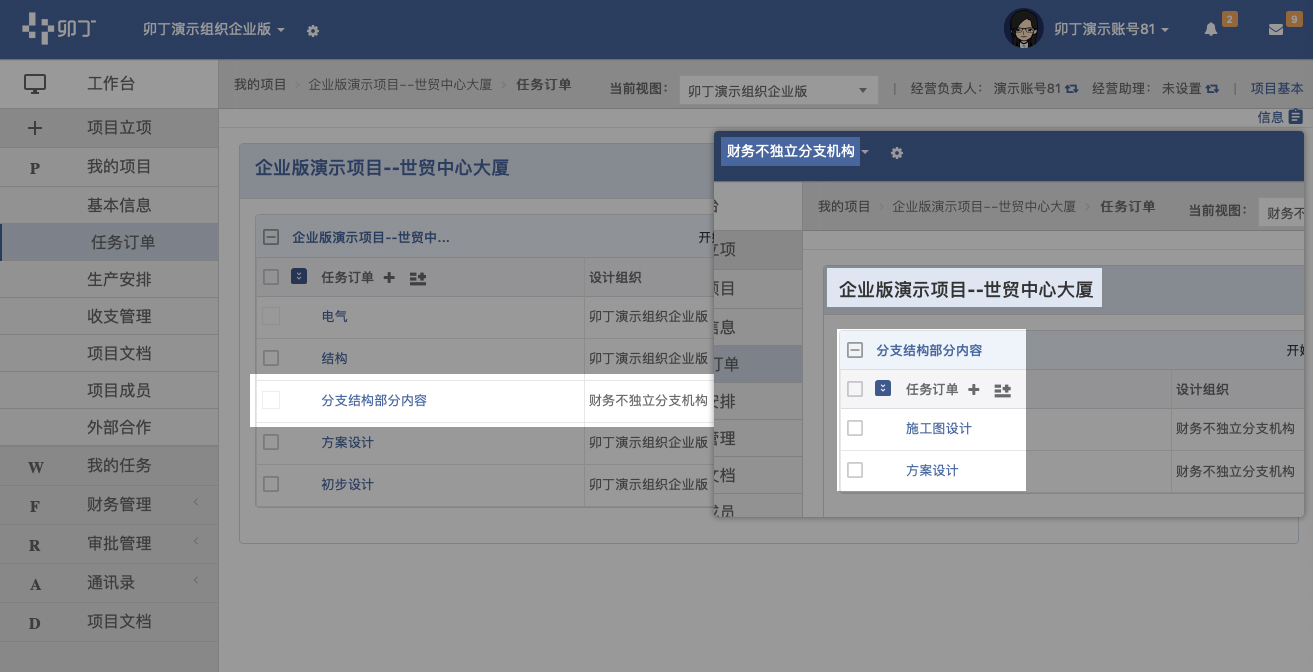 卯丁
卯丁演示组织企业版
卯丁演示账号81
2
9
工作台
项目立项
P 我的项目
基本信息
任务订单
生产安排
收支管理
项目文档
项目成员
外部合作
W 我的任务
F 财务管理
R 审批管理
A 通讯录
D 项目文档
我的项目 企业版演示项目--世贸中心大厦 任务订单 当前视图: 卯丁演示组织企业版 | 经营负责人: 演示账号81 经营助理: 未设置 | 项目基本
信息
企业版演示项目--世贸中心大厦
企业版演示项目--世贸中... 开
任务订单 设计组织
电气 卯丁演示组织企业版
结构 卯丁演示组织企业版
分支结构部分内容 财务不独立分支机构
方案设计 卯丁演示组织企业版
初步设计 卯丁演示组织企业版
财务不独立分支机构
我的项目 企业版演示项目--世贸中心大厦 任务订单 当前视图: 财务不
立项
项目
信息
订单
安排
管理
文档
成员
企业版演示项目--世贸中心大厦
分支结构部分内容 开始
任务订单 设计组织
施工图设计 财务不独立分支机构
方案设计 财务不独立分支机构